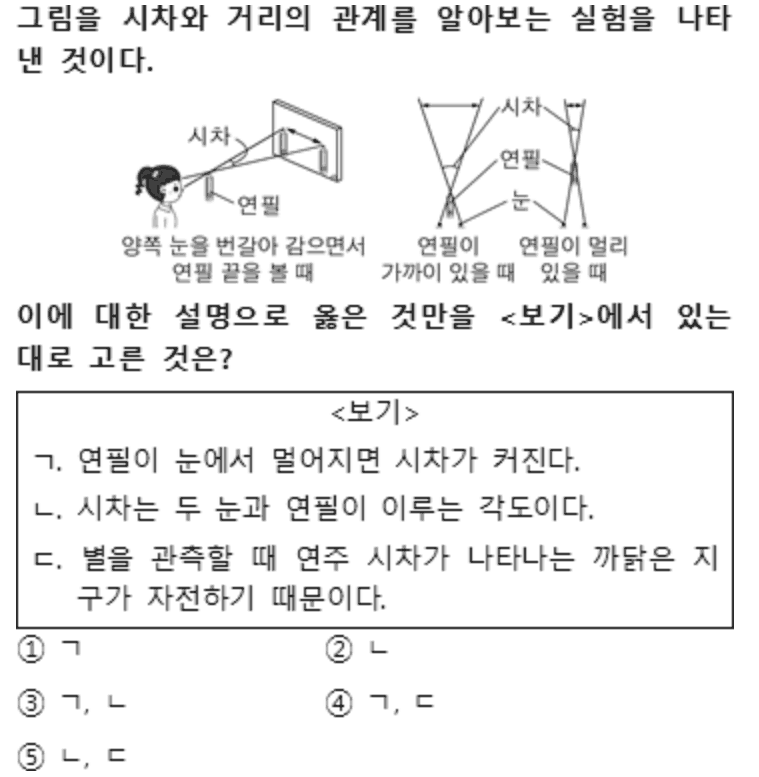 그림을 시차와 거리의 관계를 알아보는 실험을 나타
낸 것이다.
시차
연필
양쪽 눈을 번갈아 감으면서
연필 끝을 볼 때
시차
연필
눈
연필이
가까이 있을 때
연필이 멀리
있을 때
이에 대한 설명으로 옳은 것만을 <보기>에서 있는
대로 고른 것은?
<보기>
ㄱ. 연필이 눈에서 멀어지면 시차가 커진다.
ㄴ. 시차는 두 눈과 연필이 이루는 각도이다.
ㄷ. 별을 관측할 때 연주 시차가 나타나는 까닭은 지
구가 자전하기 때문이다.
① ㄱ ② ㄴ
③ ㄱ, ㄴ ④ ㄱ, ㄷ
⑤ ㄴ, ㄷ